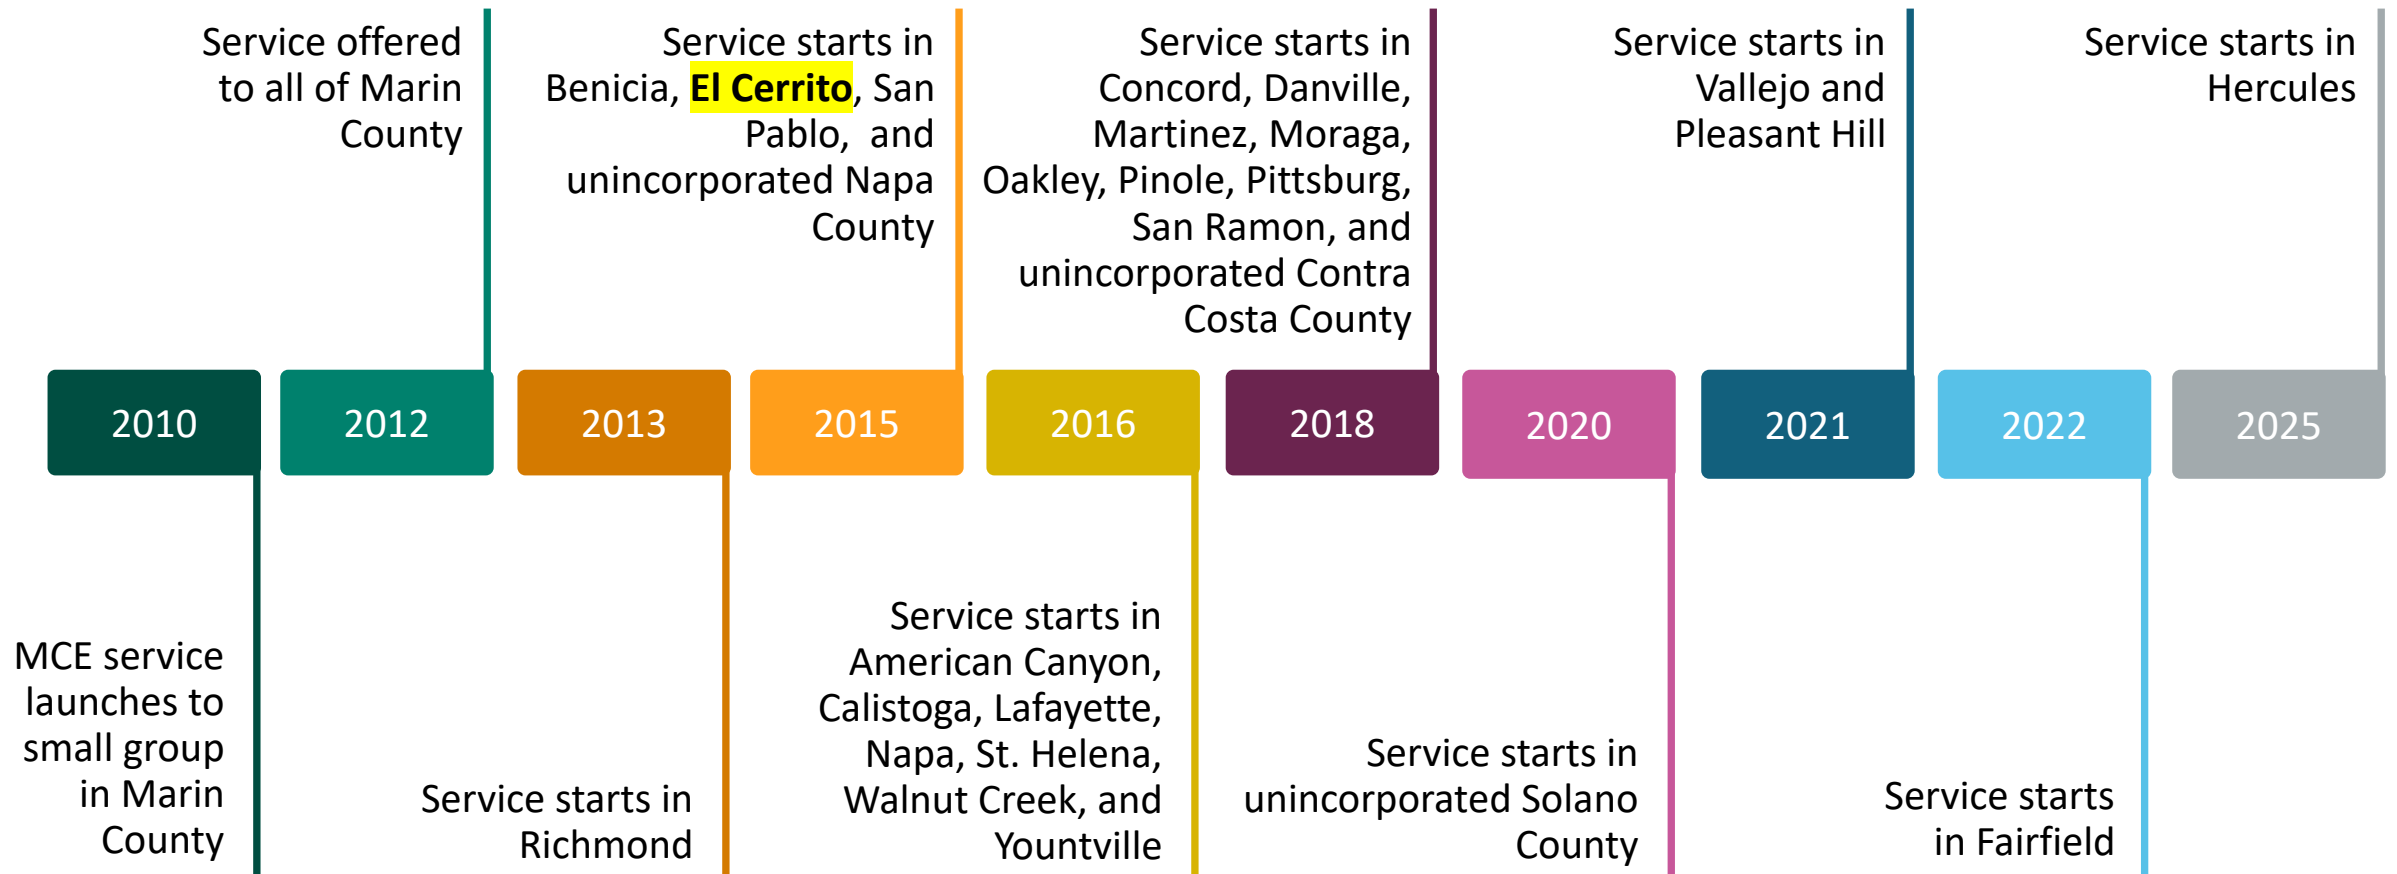 Service offered
to all of Marin
County
Service starts in
Benicia, El Cerrito, San
Pablo, and
unincorporated Napa
County
Service starts in
Concord, Danville,
Martinez, Moraga,
Oakley, Pinole, Pittsburg,
San Ramon, and
unincorporated Contra
Costa County
Service starts in
Vallejo and
Pleasant Hill
Service starts in
Hercules
2010
2012
2013
2015
2016
2018
2020
2021
2022
2025
MCE service
launches to
small group
in Marin
County
Service starts in
Richmond
Service starts in
American Canyon,
Calistoga, Lafayette,
Napa, St. Helena,
Walnut Creek, and
Yountville
Service starts in
unincorporated Solano
County
Service starts
in Fairfield